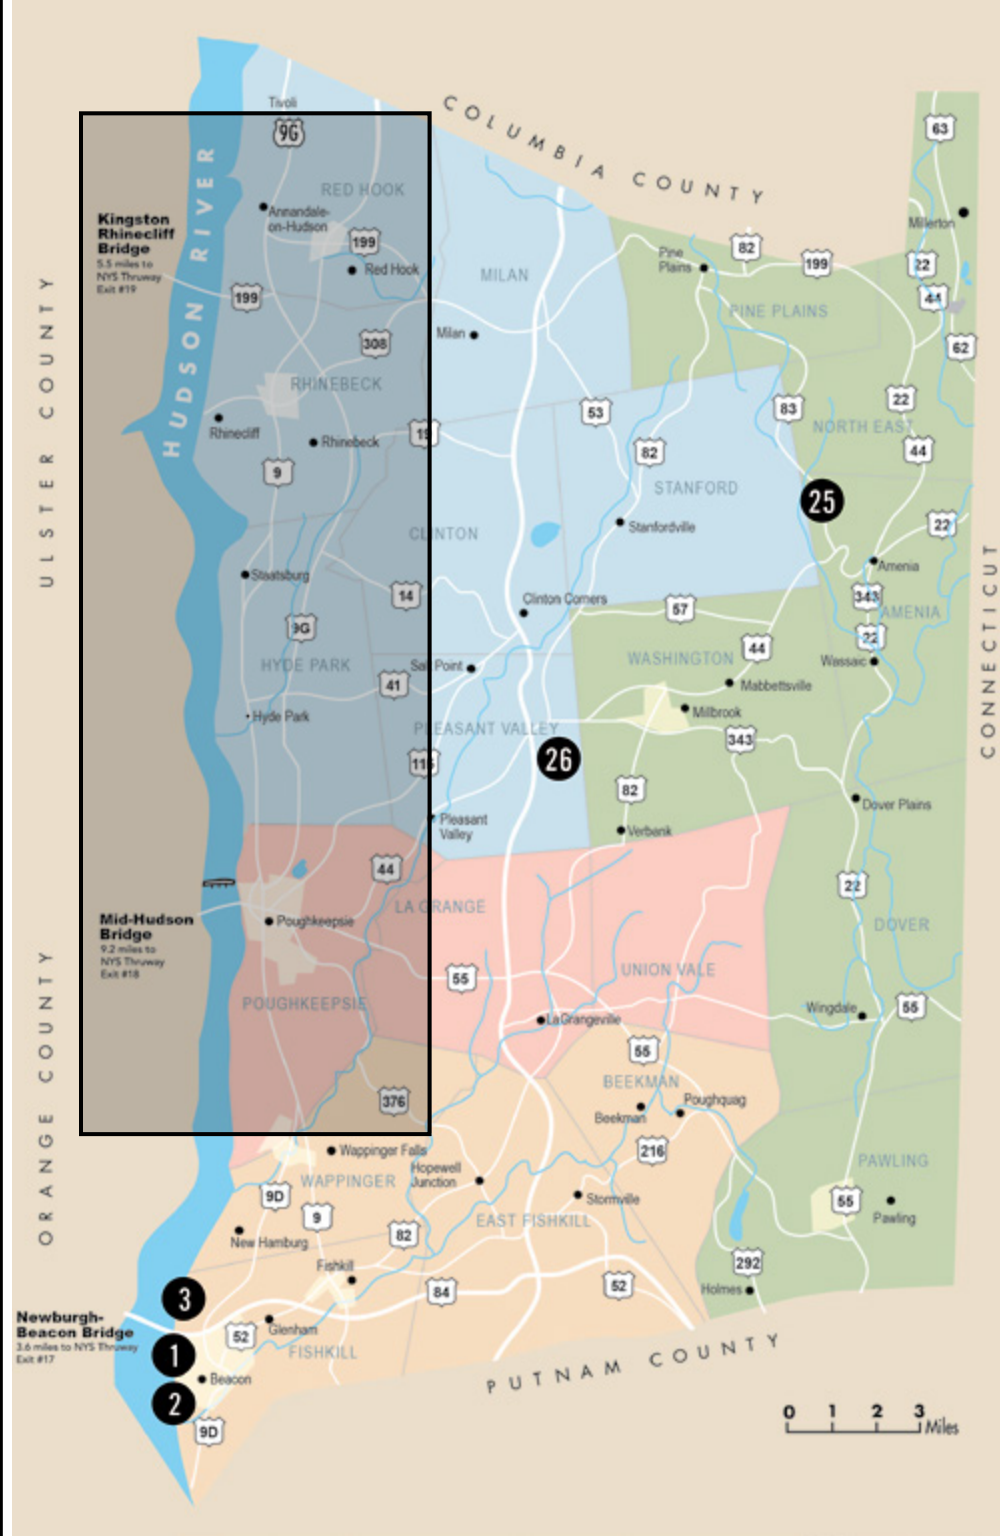 COLUMBIA COUNTY
Tivoli
9G
63
RED HOOK
Annandale-
on-Hudson
Millerton
Kingston
Rhinecliff
Bridge
5.5 miles to
NYS Thruway
Exit #19
HUDSON RIVER
199
Red Hook
MILAN
Pine
Plains
82
199
22
44
199
PINE PLAINS
Milan
308
62
ULSTER COUNTY
RHINEBECK
22
53
83
Rhinecliff
Rhinebeck
19
NORTH EAST
82
44
9
STANFORD
25
Stanfordville
22
CLINTON
CONNECTICUT
Staatsburg
Amenia
14
Clinton Corners
57
343
AMENIA
9G
22
HYDE PARK
Salt Point
WASHINGTON
44
Wassaic
41
Mabbettsville
Hyde Park
Millbrook
PLEASANT VALLEY
343
115
26
82
Dover Plains
Pleasant
Valley
Verbank
44
22
LA GRANGE
Mid-Hudson
Bridge
9.2 miles to
NYS Thruway
Exit #18
Poughkeepsie
DOVER
55
UNION VALE
ORANGE COUNTY
POUGHKEEPSIE
Wingdale
55
LaGrangeville
55
BEEKMAN
376
Beekman
Poughquag
Wappinger Falls
216
Hopewell
Junction
PAWLING
WAPPINGER
9D
Stormville
55
9
EAST FISHKILL
Pawling
New Hamburg
82
Fishkill
292
3
84
52
Holmes
Newburgh-
Beacon Bridge
3.6 miles to NYS Thruway
Exit #17
Glenham
52
1
FISHKILL
PUTNAM COUNTY
Beacon
2
9D
0 1 2 3
Miles